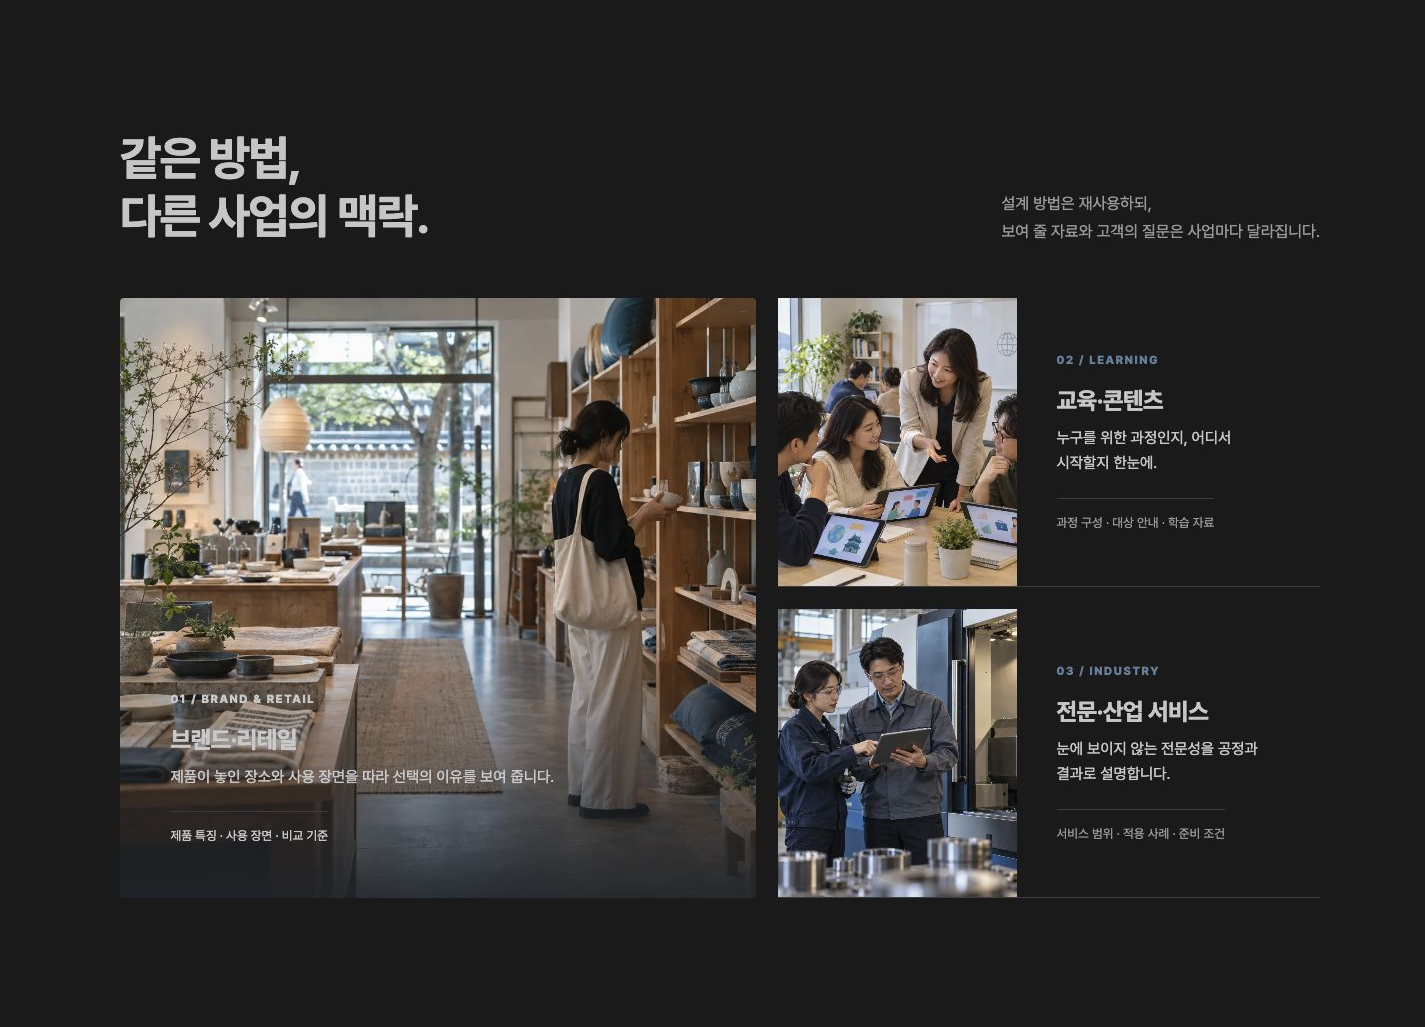 같은 방법,
다른 사업의 맥락.
설계 방법은 재사용하되,
보여 줄 자료와 고객의 질문은 사업마다 달라집니다.
01 / BRAND & RETAIL
브랜드·리테일
제품이 놓인 장소와 사용 장면을 따라 선택의 이유를 보여 줍니다.
제품 특징 · 사용 장면 · 비교 기준
02 / LEARNING
교육·콘텐츠
누구를 위한 과정인지, 어디서
시작할지 한눈에.
과정 구성 · 대상 안내 · 학습 자료
03 / INDUSTRY
전문·산업 서비스
눈에 보이지 않는 전문성을 공정과
결과로 설명합니다.
서비스 범위 · 적용 사례 · 준비 조건